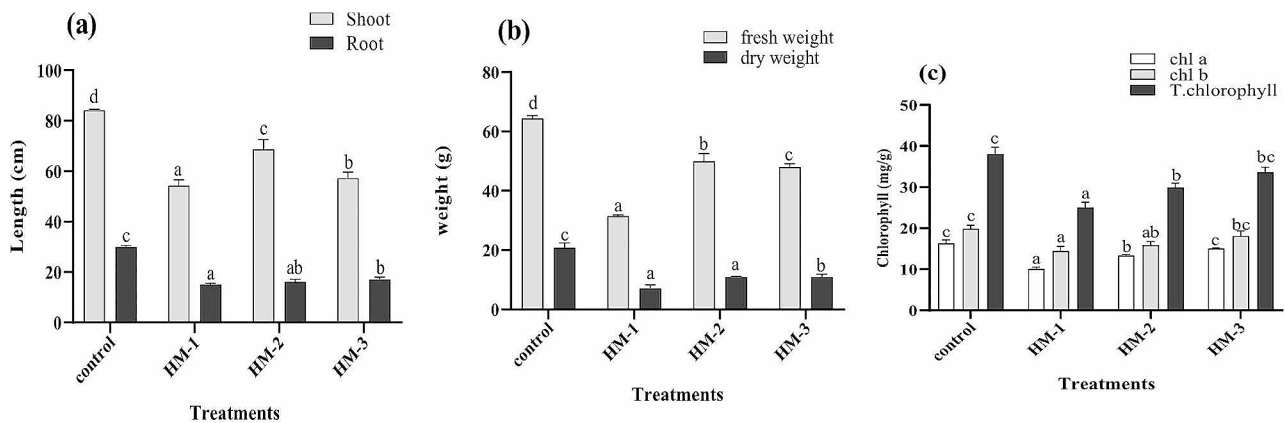 (a)
Shoot
Root
Length (cm)
100
80
60
40
20
0
d
c
a
a
c
ab
b
b
control
HM-1
HM-2
HM-3
Treatments
(b)
fresh weight
dry weight
weight (g)
80
60
40
20
0
d
c
a
a
b
a
c
b
control
HM-1
HM-2
HM-3
Treatments
(c)
chl a
chl b
T.chlorophyll
Chlorophyll (mg/g)
50
40
30
20
10
0
c
c
c
a
a
a
b
ab
b
c
bc
bc
control
HM-1
HM-2
HM-3
Treatments